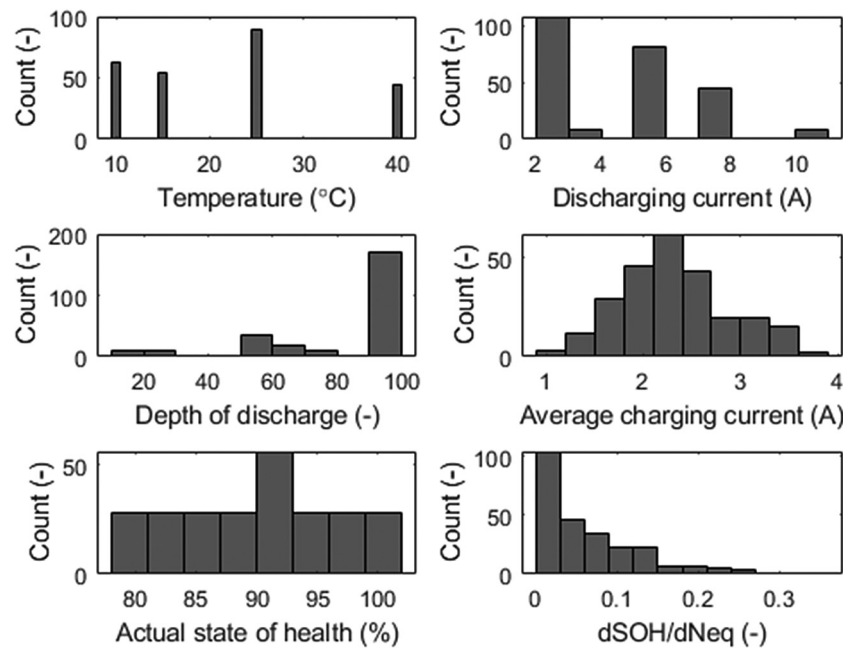 100
50
0
Count (-)
10 20 30 40
Temperature (°C)
100
50
0
Count (-)
2 4 6 8 10
Discharging current (A)
200
100
0
Count (-)
20 40 60 80 100
Depth of discharge (-)
50
0
Count (-)
1 2 3 4
Average charging current (A)
50
0
Count (-)
80 85 90 95 100
Actual state of health (%)
100
50
0
Count (-)
0 0.1 0.2 0.3
dSOH/dNeq (-)